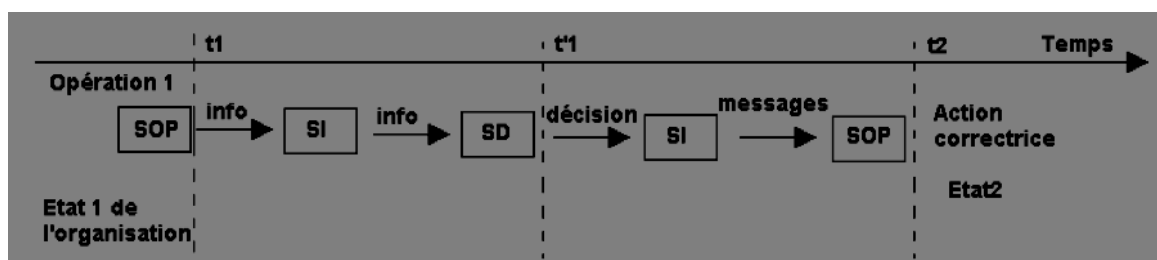 t1
t'1
t2
Temps
Opération 1
info
info
décision
messages
SOP
SI
SD
SI
SOP
Action
correctrice
Etat2
Etat 1 de
l'organisation